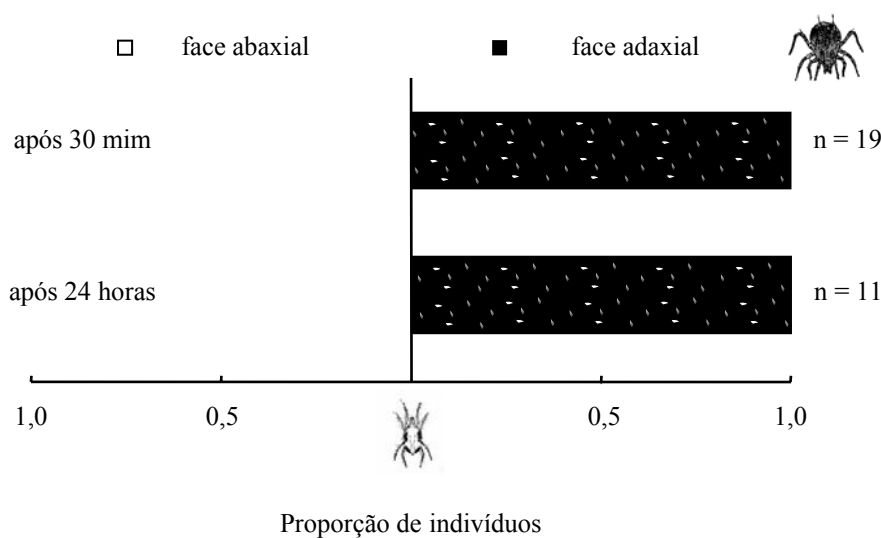 face abaxial face adaxial
após 30 mim n = 19
após 24 horas n = 11
1,0 0,5 0,5 1,0
Proporção de indivíduos